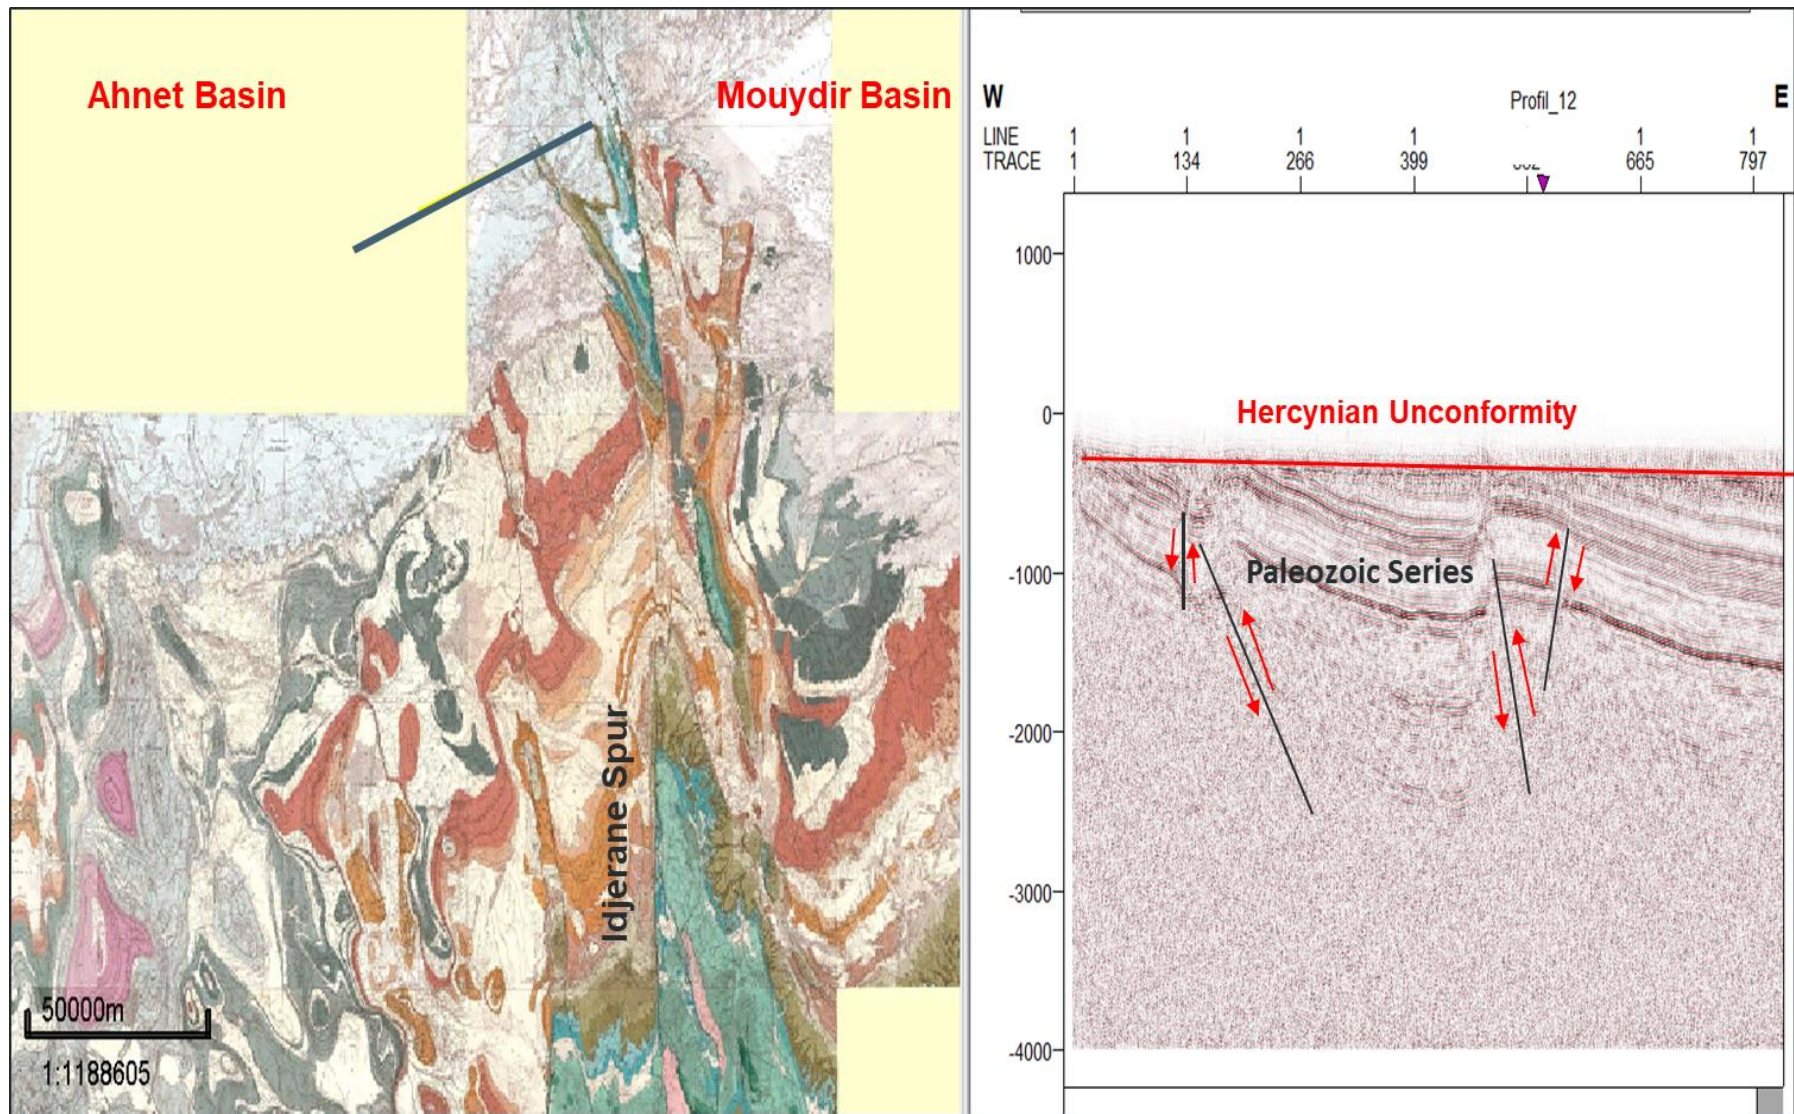 Ahnet Basin
Mouydir Basin
Idjerane Spur
50000m
1:1188605
W
E
Profil_12
LINE 1 1 1 1 1 1
TRACE 1 134 266 399 665 797
1000
0
-1000
-2000
-3000
-4000
Hercynian Unconformity
Paleozoic Series